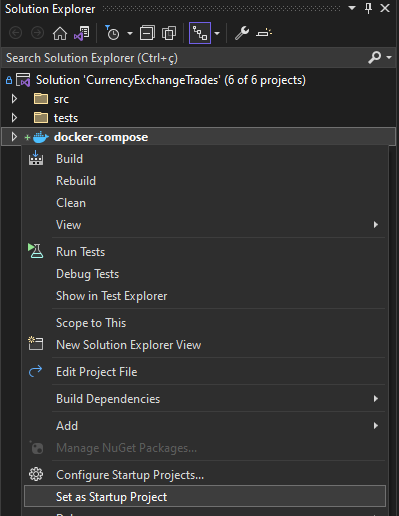 Solution Explorer
Search Solution Explorer (Ctrl+ç)
Solution 'CurrencyExchangeTrades' (6 of 6 projects)
src
tests
docker-compose
Build
Rebuild
Clean
View
Run Tests
Debug Tests
Show in Test Explorer
Scope to This
New Solution Explorer View
Edit Project File
Build Dependencies
Add
Manage NuGet Packages...
Configure Startup Projects...
Set as Startup Project